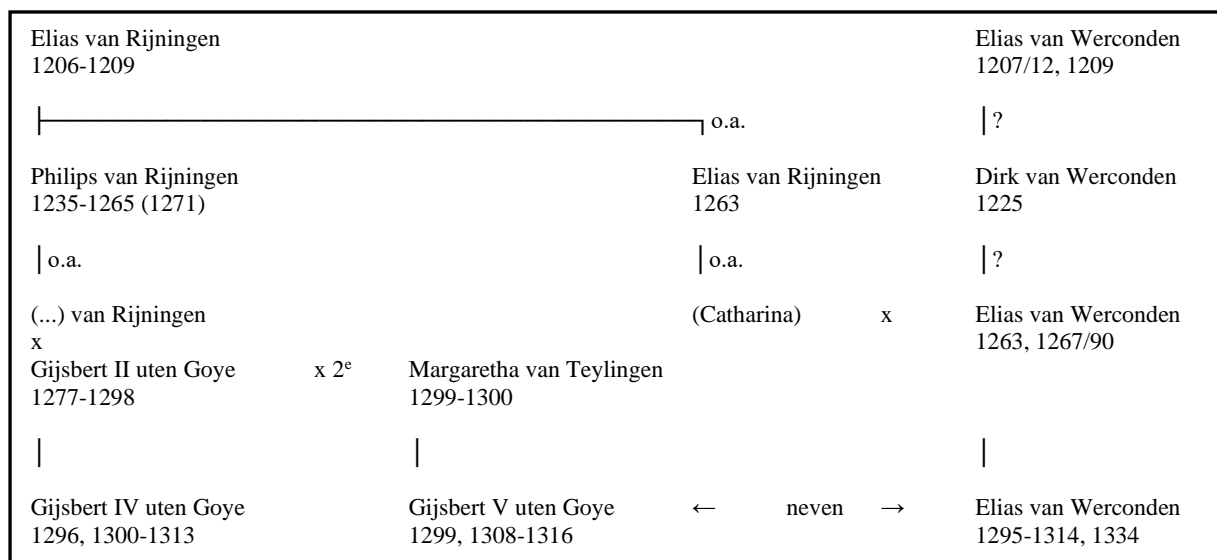 Elias van Rijningen Elias van Werconden
1206-1209 1207/12, 1209
o.a. ?
Philips van Rijningen Elias van Rijningen Dirk van Werconden
1235-1265 (1271) 1263 1225
o.a. o.a. ?
(...) van Rijningen (Catharina) x Elias van Werconden
x 1263, 1267/90
Gijsbert II uten Goye x 2e Margaretha van Teylingen
1277-1298 1299-1300
Gijsbert IV uten Goye Gijsbert V uten Goye ← neven → Elias van Werconden
1296, 1300-1313 1299, 1308-1316 1295-1314, 1334